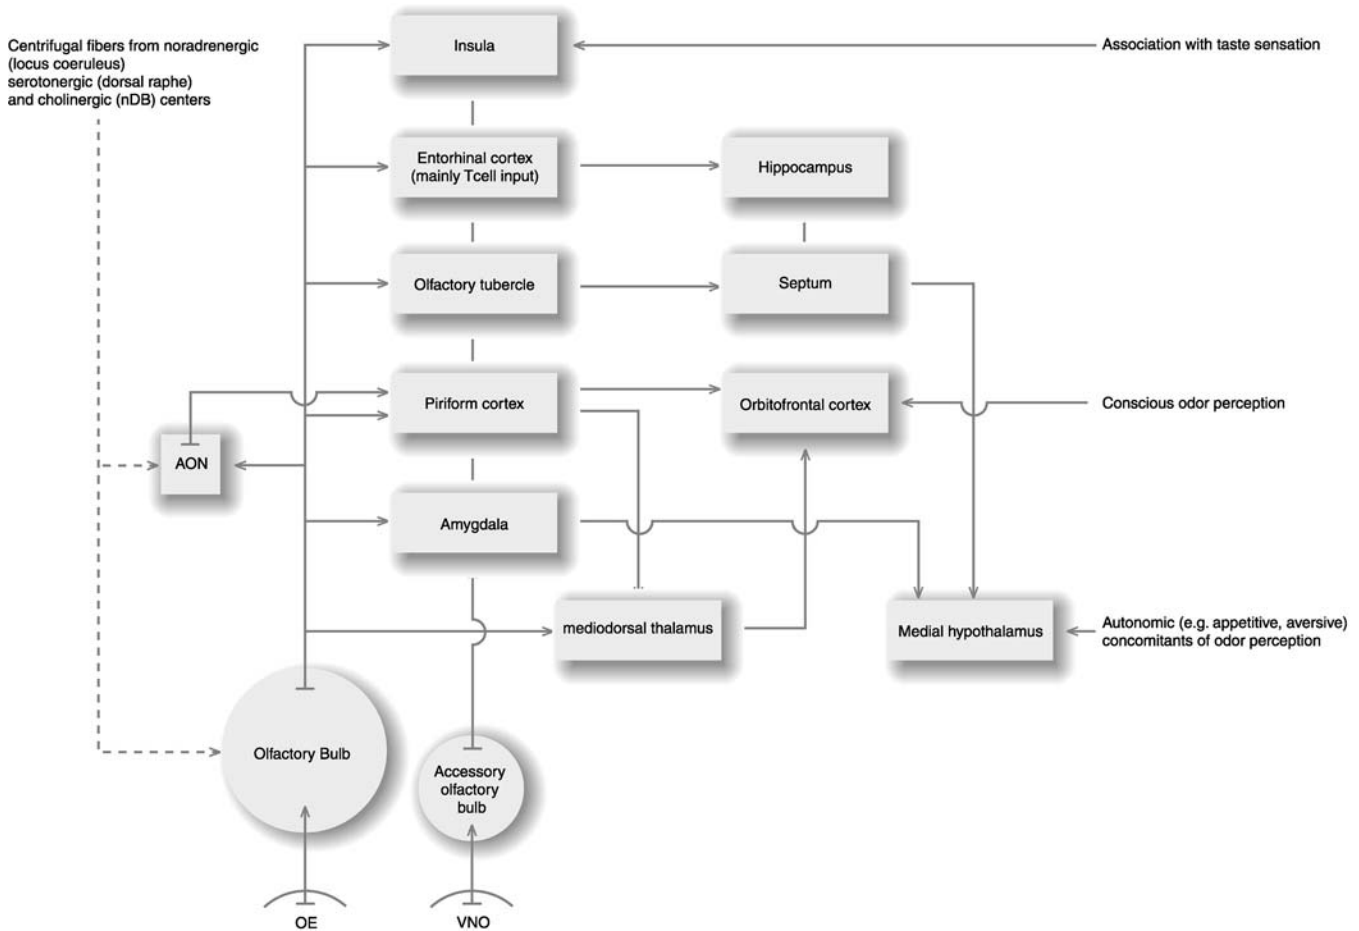 Centrifugal fibers from noradrenergic
(locus coeruleus)
serotonergic (dorsal raphe)
and cholinergic (nDB) centers
Insula
Association with taste sensation
Entorhinal cortex
(mainly Tcell input)
Hippocampus
Olfactory tubercle
Septum
Piriform cortex
Orbitofrontal cortex
Conscious odor perception
AON
Amygdala
mediodorsal thalamus
Medial hypothalamus
Autonomic (e.g. appetitive, aversive)
concomitants of odor perception
Olfactory Bulb
Accessory
olfactory
bulb
OE
VNO